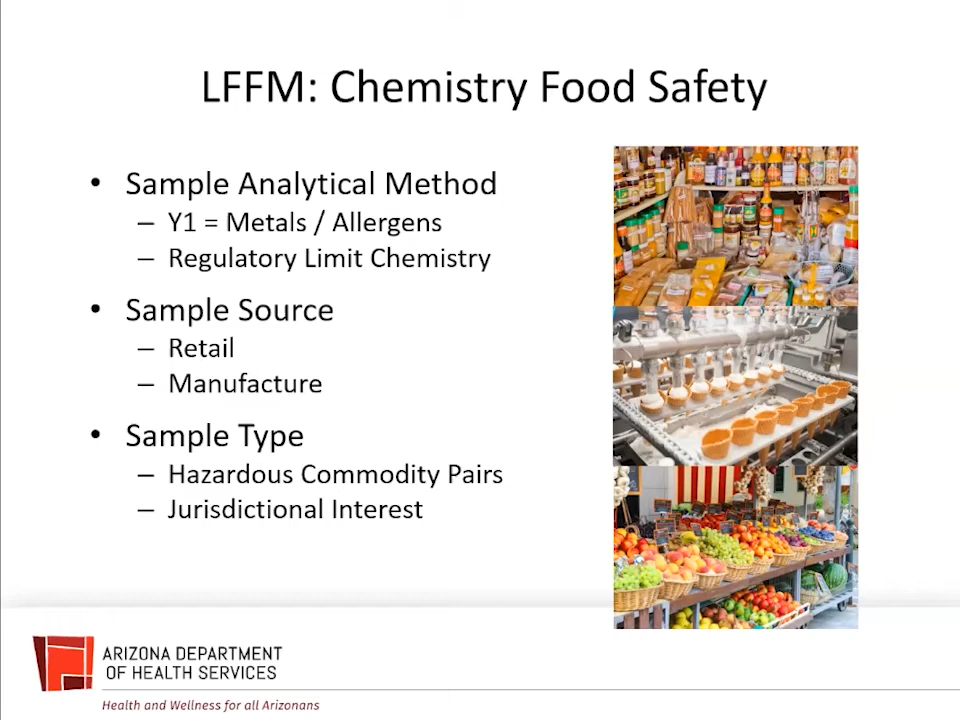 LFFM: Chemistry Food Safety
• Sample Analytical Method
– Y1 = Metals / Allergens
– Regulatory Limit Chemistry
• Sample Source
– Retail
– Manufacture
• Sample Type
– Hazardous Commodity Pairs
– Jurisdictional Interest
ARIZONA DEPARTMENT
OF HEALTH SERVICES
Health and Wellness for all Arizonans